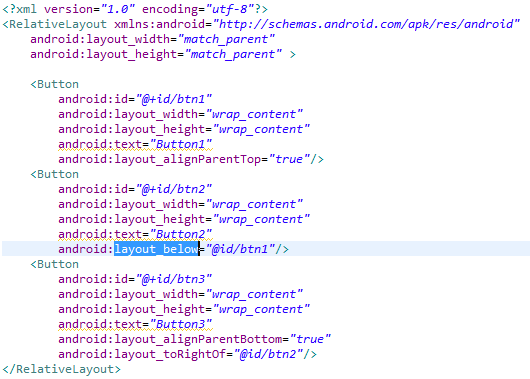 <?xml version="1.0" encoding="utf-8"?>
<RelativeLayout xmlns:android="http://schemas.android.com/apk/res/android"
    android:layout_width="match_parent"
    android:layout_height="match_parent" >

    <Button
        android:id="@+id/btn1"
        android:layout_width="wrap_content"
        android:layout_height="wrap_content"
        android:text="Button1"
        android:layout_alignParentTop="true"/>
    <Button
        android:id="@+id/btn2"
        android:layout_width="wrap_content"
        android:layout_height="wrap_content"
        android:text="Button2"
        android:layout_below="@id/btn1"/>
    <Button
        android:id="@+id/btn3"
        android:layout_width="wrap_content"
        android:layout_height="wrap_content"
        android:text="Button3"
        android:layout_alignParentBottom="true"
        android:layout_toRightOf="@id/btn2"/>
</RelativeLayout>